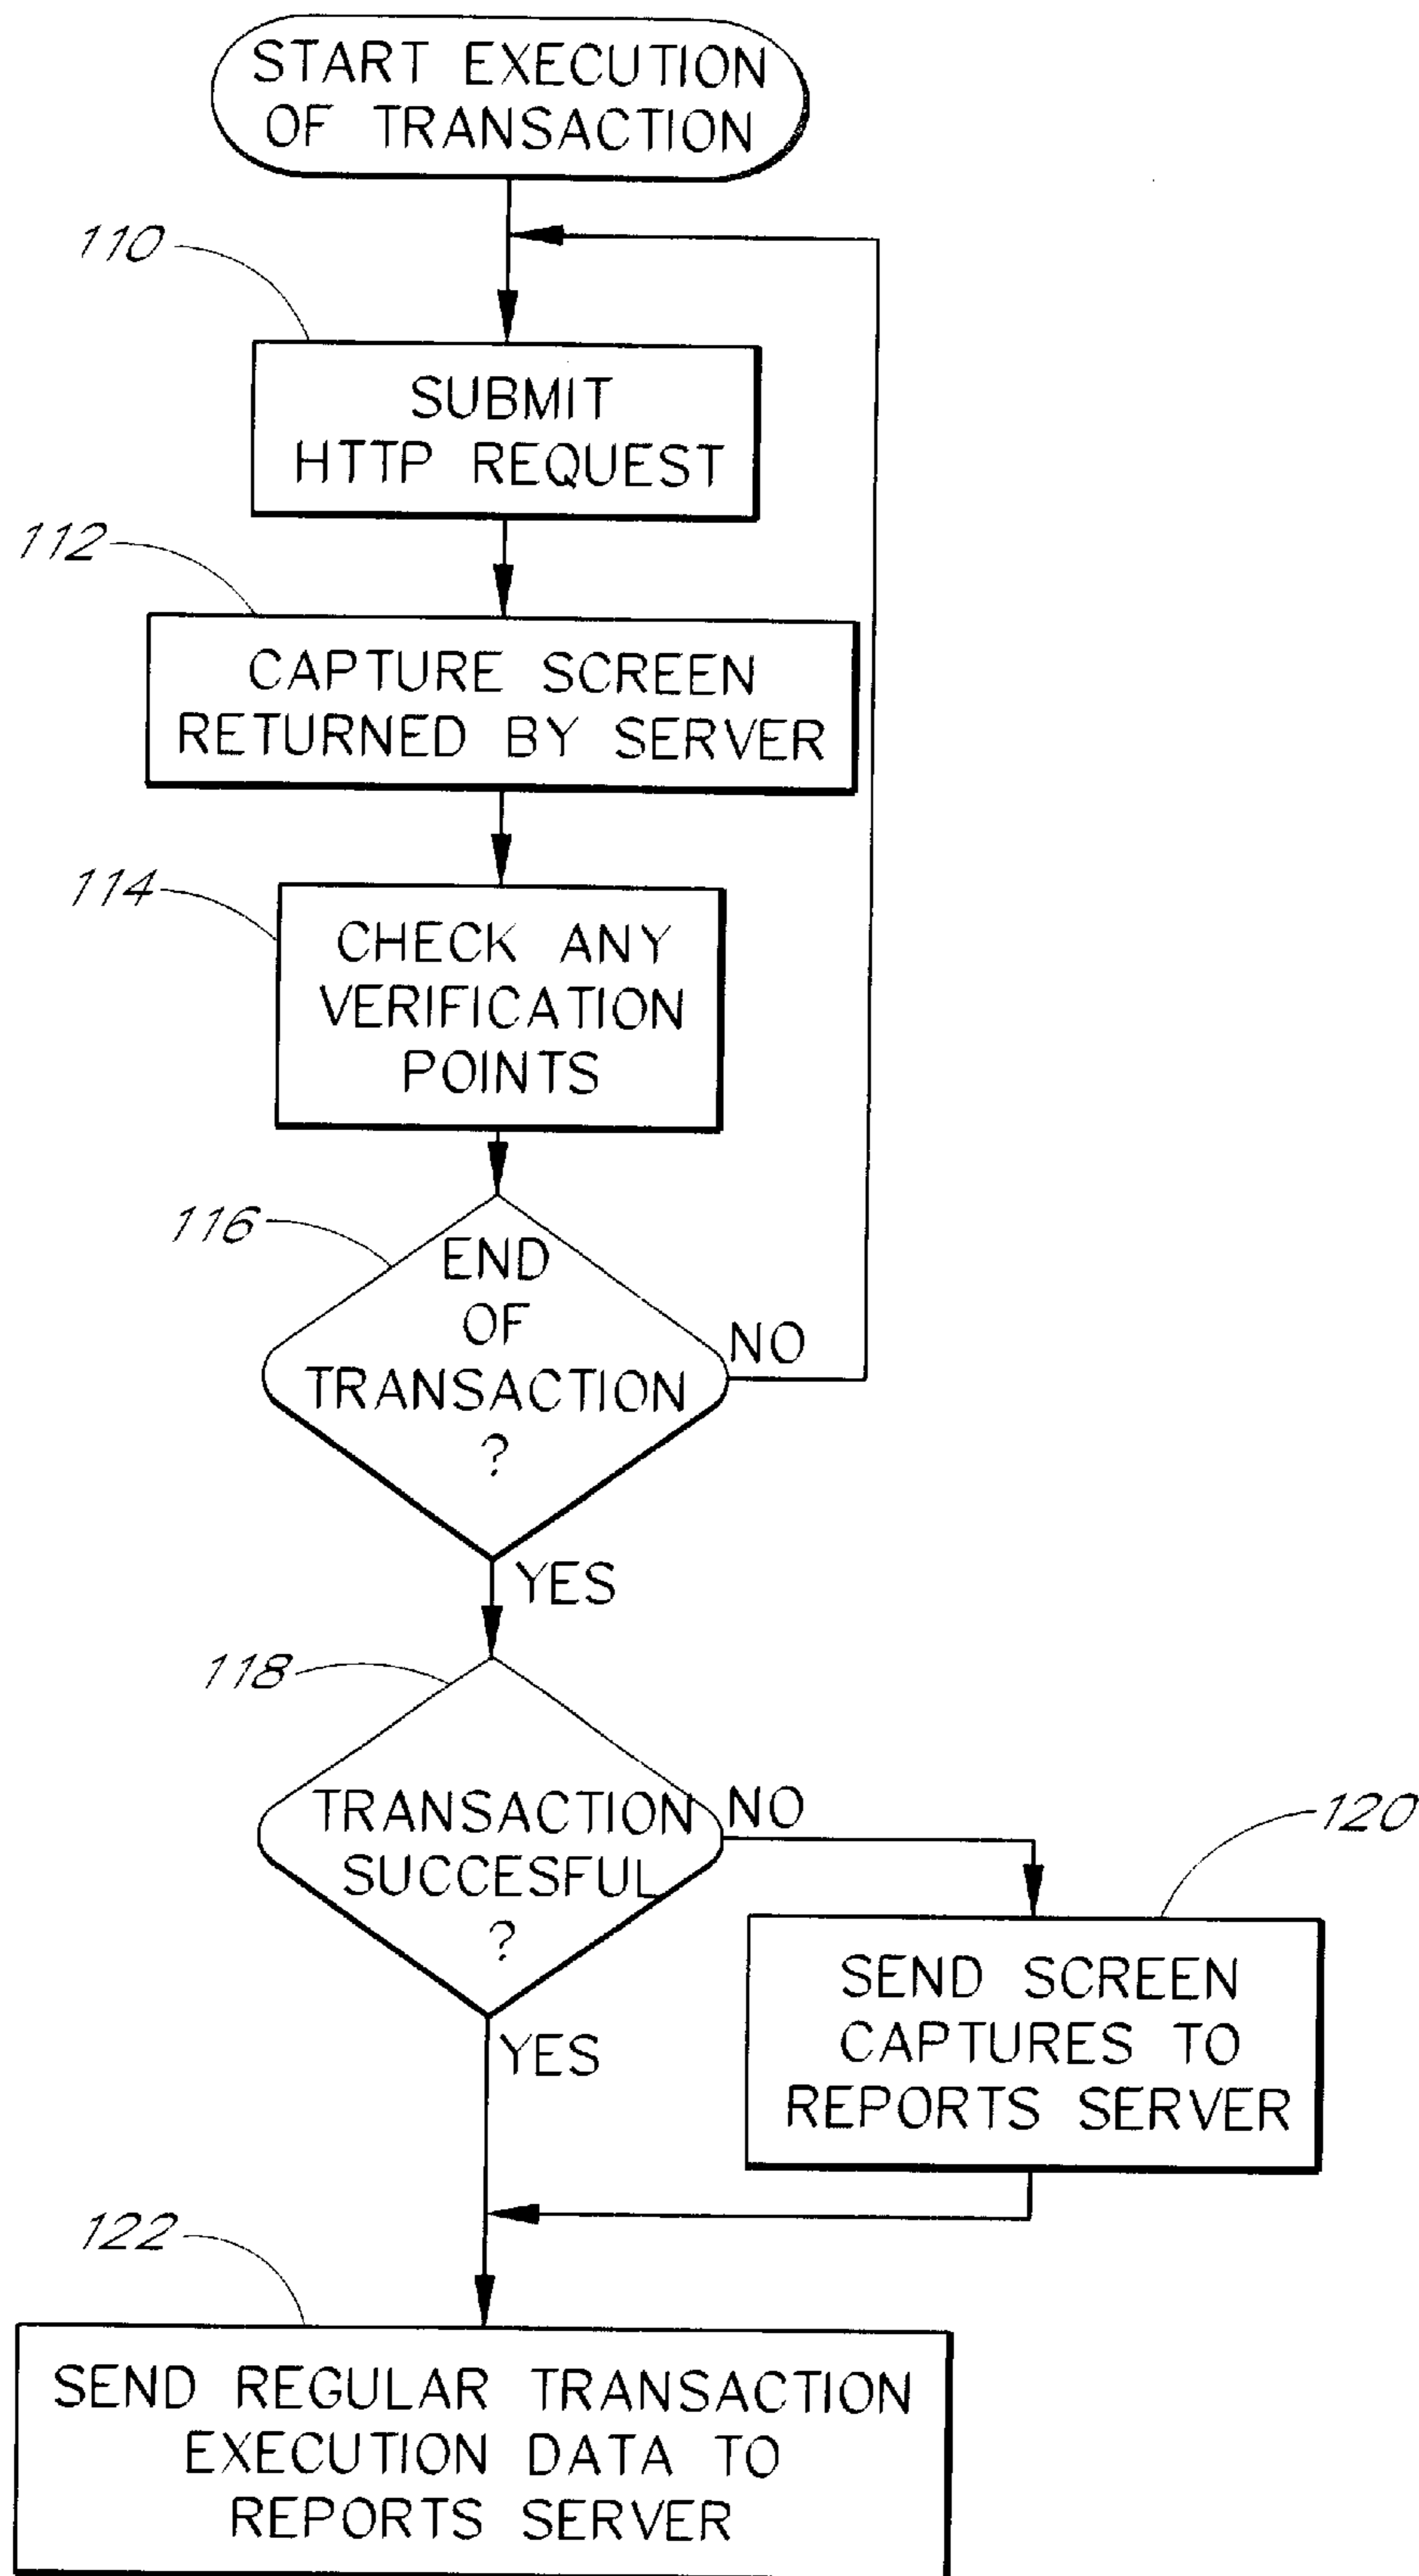 START EXECUTION
OF TRANSACTION
110
SUBMIT
HTTP REQUEST
112
CAPTURE SCREEN
RETURNED BY SERVER
114
CHECK ANY
VERIFICATION
POINTS
116
END
OF
TRANSACTION
?
NO
YES
118
TRANSACTION
SUCCESFUL
?
NO
YES
120
SEND SCREEN
CAPTURES TO
REPORTS SERVER
122
SEND REGULAR TRANSACTION
EXECUTION DATA TO
REPORTS SERVER